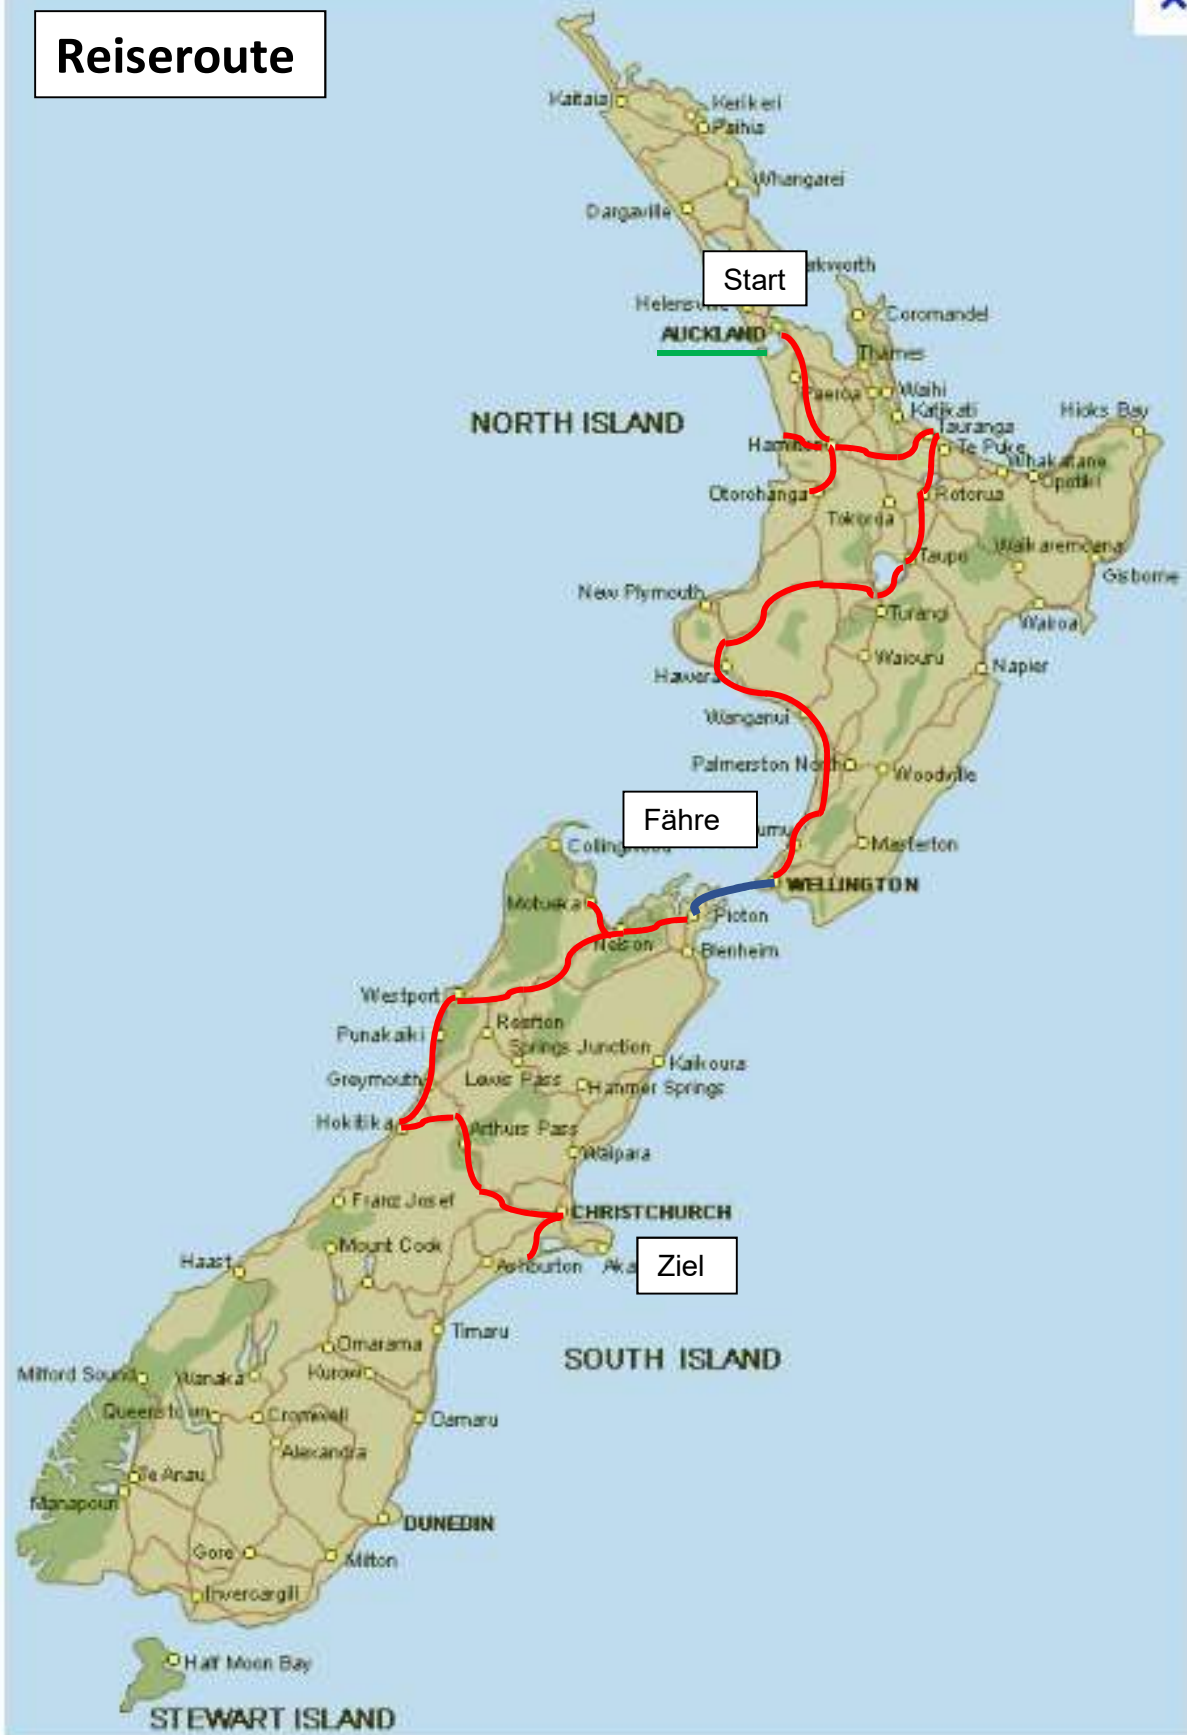 Reiseroute
Kaitaia
Kerikeri
Paihia
Whangarei
Dargaville
Start
Coromandel
AUCKLAND
Thames
Paeroa
Waihi
Katikati
Hicks Bay
NORTH ISLAND
Tauranga
Te Puke
Whakatane
Opotiki
Otorohanga
Rotorua
Tokoroa
Taupo
Waikaremoana
Gisborne
New Plymouth
Turangi
Wairoa
Waiouru
Napier
Hawera
Wanganui
Palmerston North
Woodville
Fähre
Masterton
WELLINGTON
Motueka
Picton
Nelson
Blenheim
Westport
Reefton
Punakaiki
Springs Junction
Kaikoura
Greymouth
Lewis Pass
Hanmer Springs
Hokitika
Arthurs Pass
Waipara
Franz Josef
CHRISTCHURCH
Mount Cook
Haast
Ashburton
Aka
Ziel
Timaru
Omarama
SOUTH ISLAND
Milford Sound
Wanaka
Kurow
Queenstown
Cromwell
Oamaru
Alexandra
Te Anau
Manapouri
DUNEDIN
Gore
Milton
Invercargill
Half Moon Bay
STEWART ISLAND